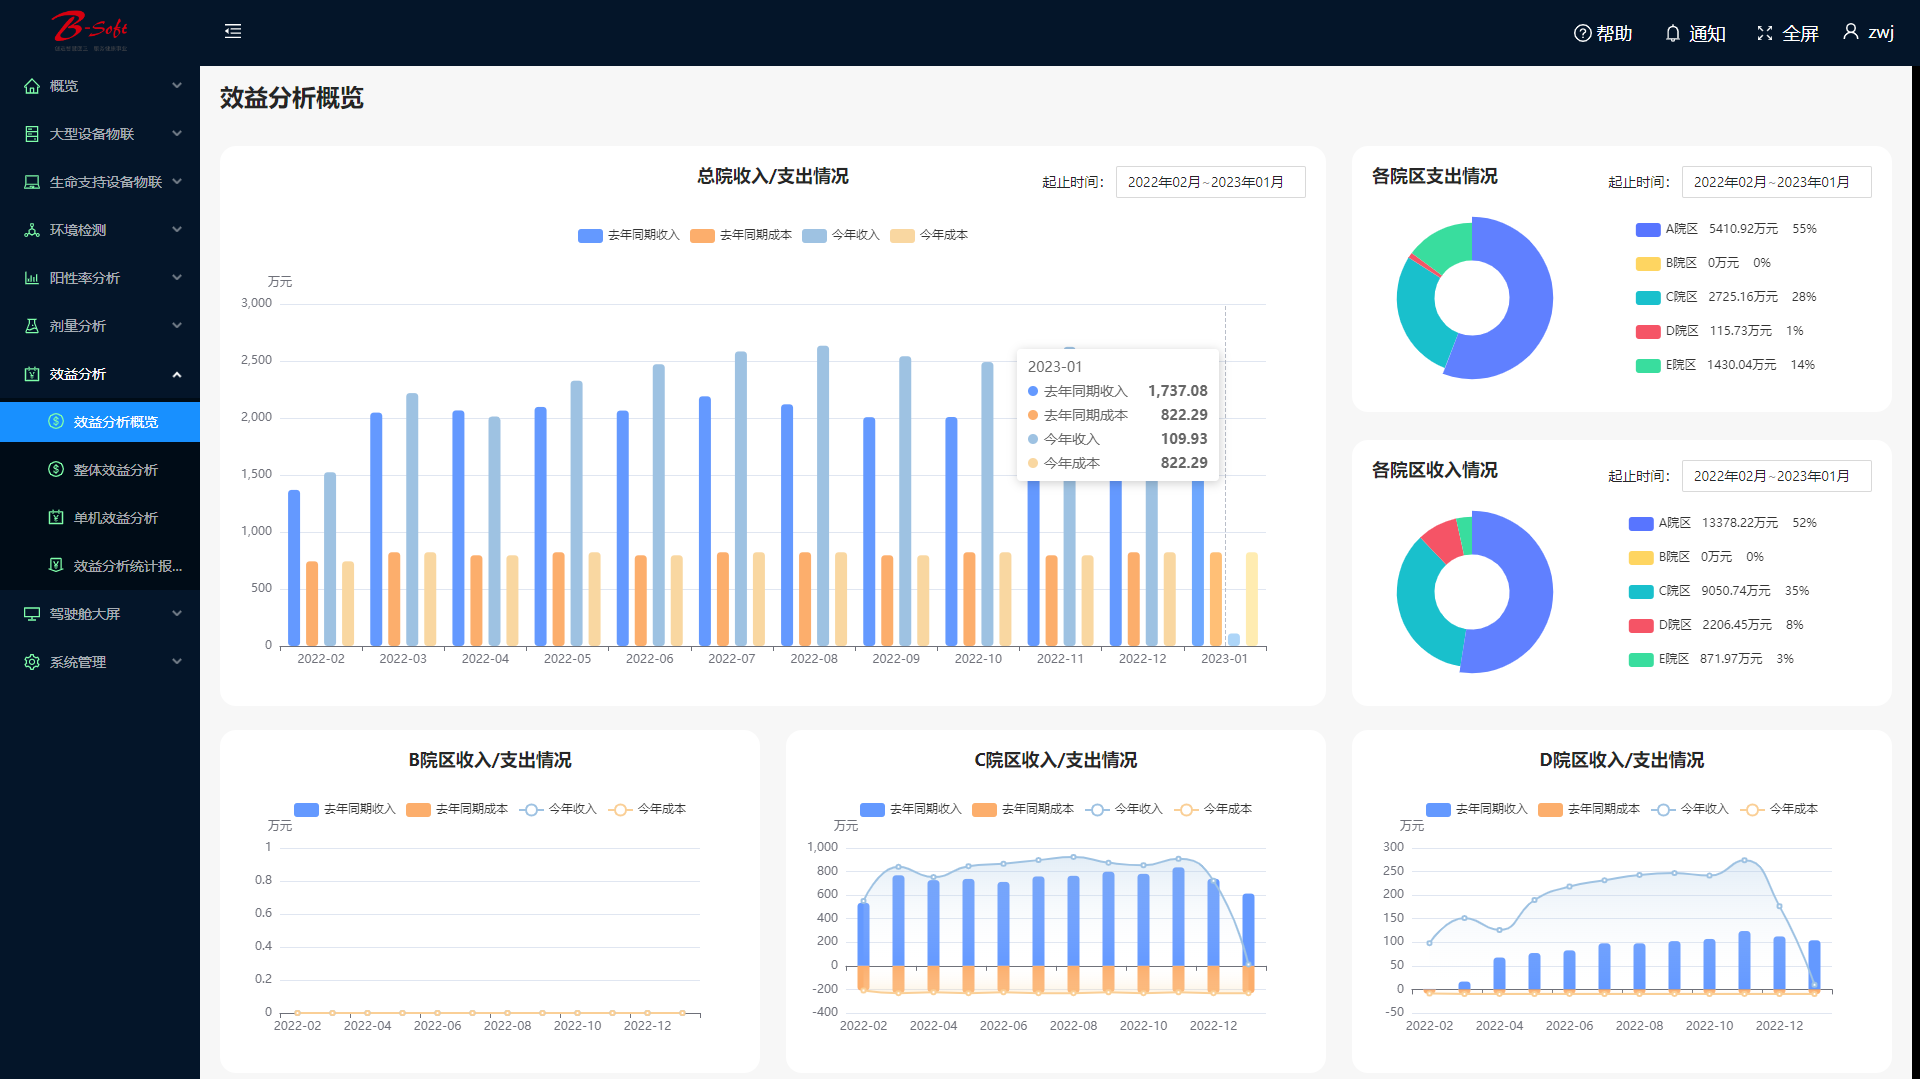 B-Soft
帮助
通知
全屏
zwj
概览
大型设备物联
生命支持设备物联
环境检测
阳性率分析
剂量分析
效益分析
效益分析概览
整体效益分析
单机效益分析
效益分析统计报...
驾驶舱大屏
系统管理
效益分析概览
总院收入/支出情况
起止时间： 2022年02月~2023年01月
去年同期收入 去年同期成本 今年收入 今年成本
万元
3,000
2,500
2,000
1,500
1,000
500
0
2022-02 2022-03 2022-04 2022-05 2022-06 2022-07 2022-08 2022-09 2022-10 2022-11 2022-12 2023-01
2023-01
去年同期收入 1,737.08
去年同期成本 822.29
今年收入 109.93
今年成本 822.29
各院区支出情况
起止时间： 2022年02月~2023年01月
A院区 5410.92万元 55%
B院区 0万元 0%
C院区 2725.16万元 28%
D院区 115.73万元 1%
E院区 1430.04万元 14%
各院区收入情况
起止时间： 2022年02月~2023年01月
A院区 13378.22万元 52%
B院区 0万元 0%
C院区 9050.74万元 35%
D院区 2206.45万元 8%
E院区 871.97万元 3%
B院区收入/支出情况
去年同期收入 去年同期成本 今年收入 今年成本
万元
1
0.8
0.6
0.4
0.2
0
2022-02 2022-04 2022-06 2022-08 2022-10 2022-12
C院区收入/支出情况
去年同期收入 去年同期成本 今年收入 今年成本
万元
1,000
800
600
400
200
0
-200
-400
2022-02 2022-04 2022-06 2022-08 2022-10 2022-12
D院区收入/支出情况
去年同期收入 去年同期成本 今年收入 今年成本
万元
300
250
200
150
100
50
0
-50
2022-02 2022-04 2022-06 2022-08 2022-10 2022-12